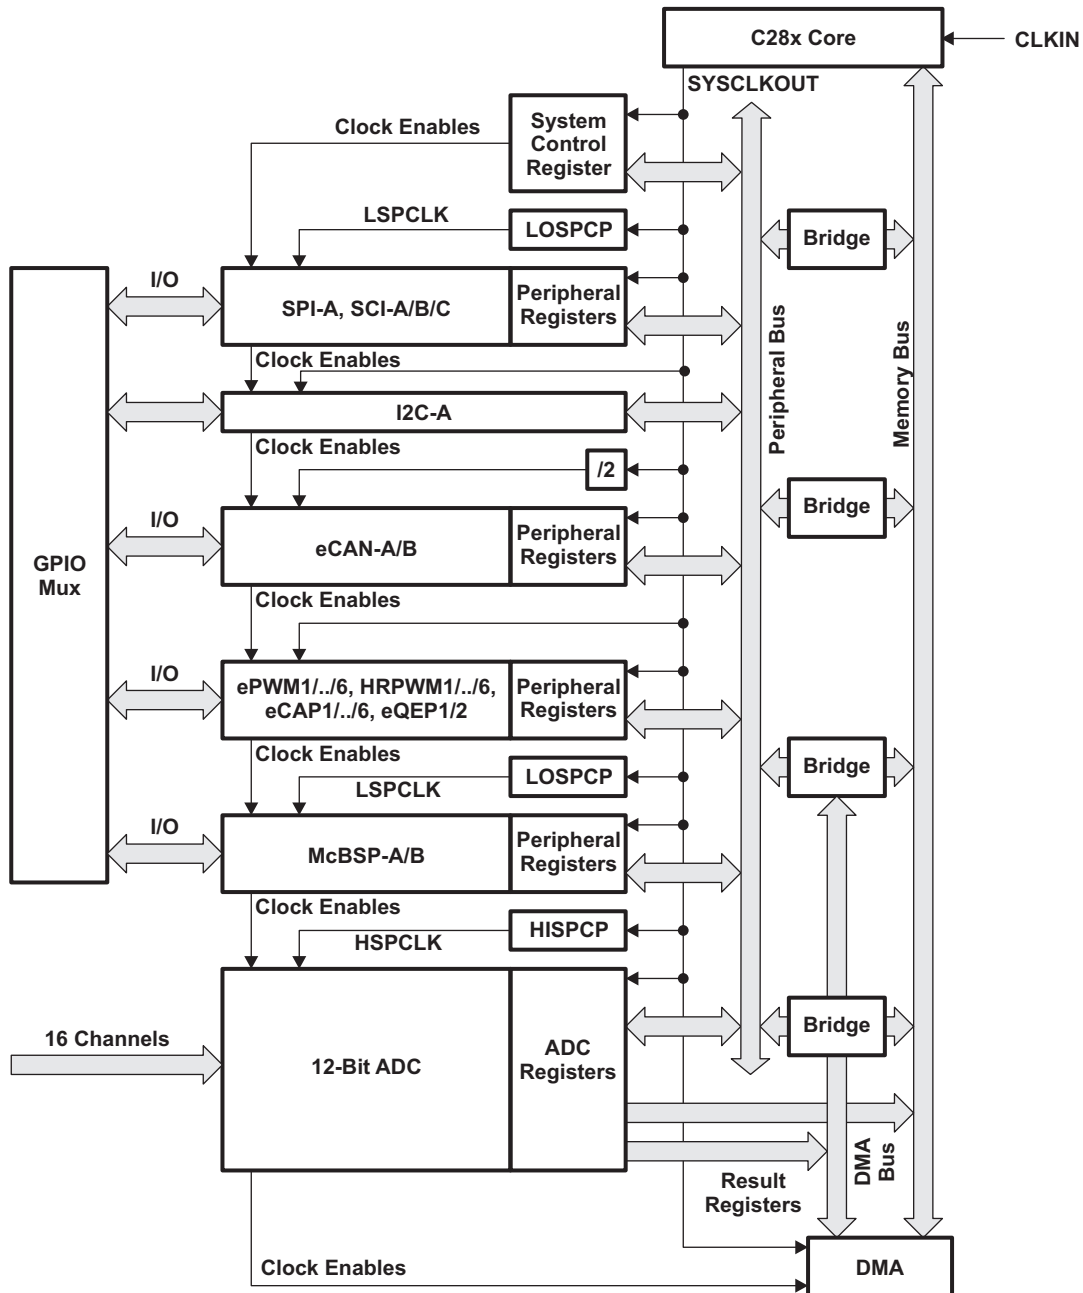 C28x Core
CLKIN
SYSCLKOUT
System
Control
Register
Clock Enables
LSPCLK
LOSPCP
Bridge
I/O
SPI-A, SCI-A/B/C
Peripheral
Registers
Peripheral Bus
Memory Bus
Clock Enables
I2C-A
Clock Enables
/2
Bridge
I/O
eCAN-A/B
Peripheral
Registers
GPIO
Mux
Clock Enables
I/O
ePWM1/../6, HRPWM1/../6,
eCAP1/../6, eQEP1/2
Peripheral
Registers
Clock Enables
LSPCLK
LOSPCP
Bridge
I/O
McBSP-A/B
Peripheral
Registers
Clock Enables
HSPCLK
HISPCP
16 Channels
12-Bit ADC
ADC
Registers
Bridge
DMA
Bus
Result
Registers
Clock Enables
DMA